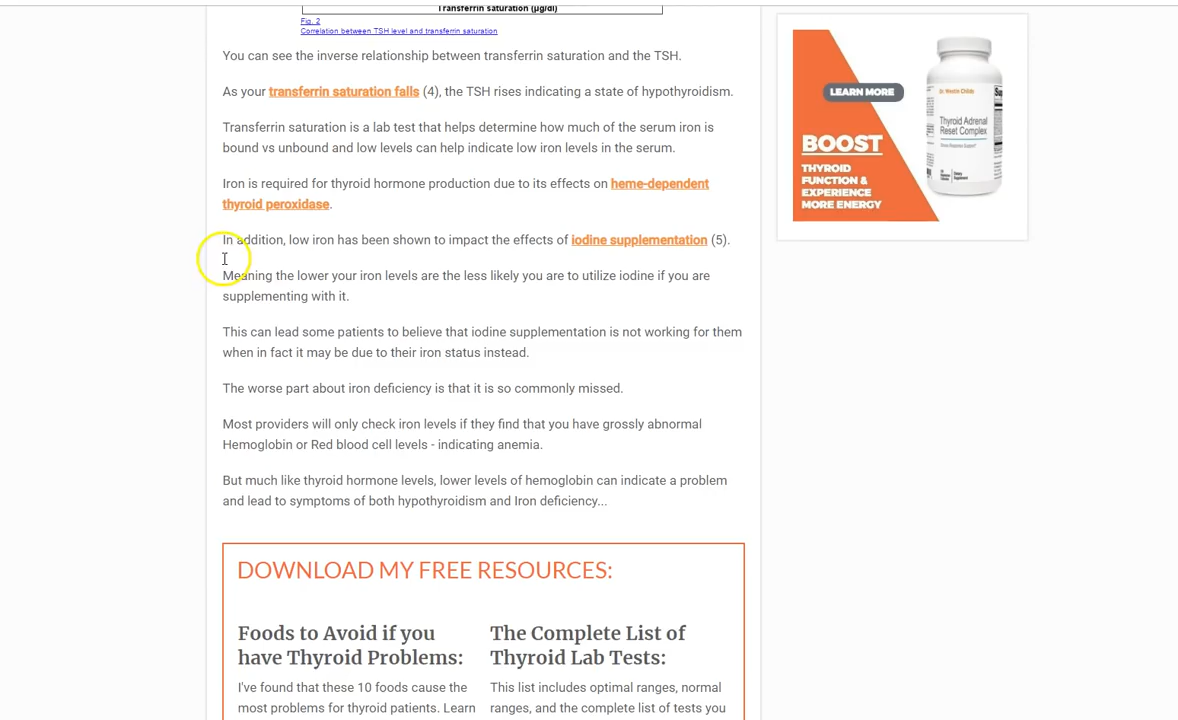 Transferrin saturation (µg/dl)
Fig. 2
Correlation between TSH level and transferrin saturation
You can see the inverse relationship between transferrin saturation and the TSH.
As your transferrin saturation falls (4), the TSH rises indicating a state of hypothyroidism.
Transferrin saturation is a lab test that helps determine how much of the serum iron is
bound vs unbound and low levels can help indicate low iron levels in the serum.
Iron is required for thyroid hormone production due to its effects on heme-dependent
thyroid peroxidase.
In addition, low iron has been shown to impact the effects of iodine supplementation (5).
Meaning the lower your iron levels are the less likely you are to utilize iodine if you are
supplementing with it.
This can lead some patients to believe that iodine supplementation is not working for them
when in fact it may be due to their iron status instead.
The worse part about iron deficiency is that it is so commonly missed.
Most providers will only check iron levels if they find that you have grossly abnormal
Hemoglobin or Red blood cell levels - indicating anemia.
But much like thyroid hormone levels, lower levels of hemoglobin can indicate a problem
and lead to symptoms of both hypothyroidism and Iron deficiency...
DOWNLOAD MY FREE RESOURCES:
Foods to Avoid if you
have Thyroid Problems:
I've found that these 10 foods cause the
most problems for thyroid patients. Learn
The Complete List of
Thyroid Lab Tests:
This list includes optimal ranges, normal
ranges, and the complete list of tests you
LEARN MORE
BOOST
THYROID
FUNCTION &
EXPERIENCE
MORE ENERGY
Dr. Westin Childs
Thyroid Adrenal
Reset Complex